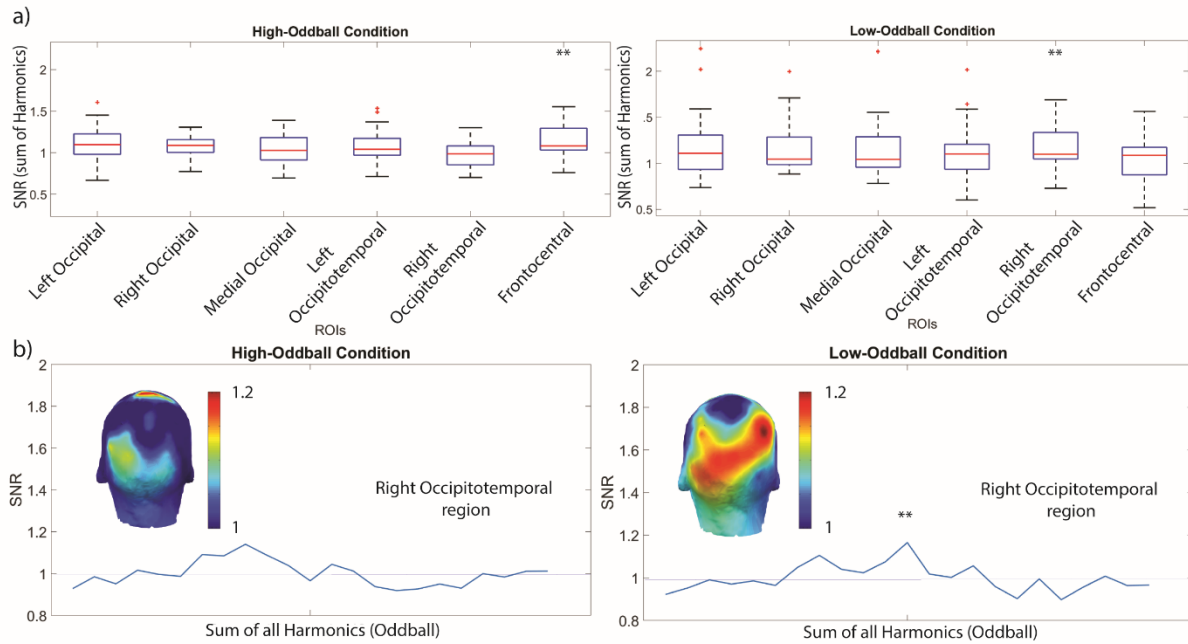 a)
High-Oddball Condition
**
SNR (sum of Harmonics)
2
1.5
1
0.5
Left Occipital
Right Occipital
Medial Occipital
Left
Occipitotemporal
Right
Occipitotemporal
Frontocentral
ROIs
Low-Oddball Condition
**
SNR (sum of Harmonics)
2
.5
1
0.5
Left Occipital
Right Occipital
Medial Occipital
Left
Occipitotemporal
Right
Occipitotemporal
Frontocentral
ROIs
b)
High-Oddball Condition
2
1.8
1.6
1.4
1.2
1
0.8
SNR
1.2
1
Right Occipitotemporal
region
Sum of all Harmonics (Oddball)
Low-Oddball Condition
2
1.8
1.6
1.4
1.2
1
0.8
SNR
1.2
1
Right Occipitotemporal
region
**
Sum of all Harmonics (Oddball)